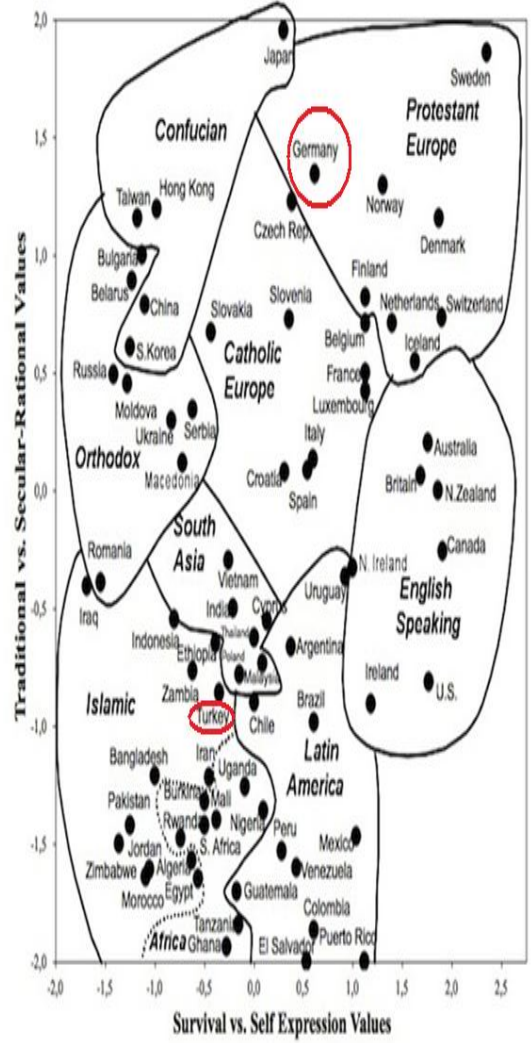 Traditional vs. Secular-Rational Values
2,0
Japan
Sweden
Protestant
Europe
Confucian
1,5
Germany
Taiwan
Hong Kong
Norway
Czech Rep.
Denmark
1,0
Bulgaria
Belarus
China
Finland
Slovakia
Slovenia
Netherlands
Switzerland
Belgium
S.Korea
Catholic
Europe
Iceland
Russia
0,5
France
Moldova
Luxembourg
Ukraine
Serbia
Italy
Australia
Orthodox
Macedonia
Croatia
Spain
Britain
N.Zealand
0,0
South
Asia
Canada
Romania
Vietnam
N. Ireland
Iraq
Uruguay
English
Speaking
-0,5
India
Cyprus
Indonesia
Thailand
Ethiopia
Poland
Argentina
Malaysia
Zambia
Ireland
U.S.
Islamic
Turkey
Chile
Brazil
-1,0
Latin
America
Bangladesh
Iran
Uganda
Burkina
Mali
Pakistan
Rwanda
Nigeria
Peru
Mexico
-1,5
Jordan
S. Africa
Zimbabwe
Algeria
Venezuela
Morocco
Egypt
Guatemala
Colombia
Tanzania
Africa
Ghana
El Salvador
Puerto Rico
-2,0
-2,0
-1,5
-1,0
-0,5
0,0
0,5
1,0
1,5
2,0
2,5
Survival vs. Self Expression Values